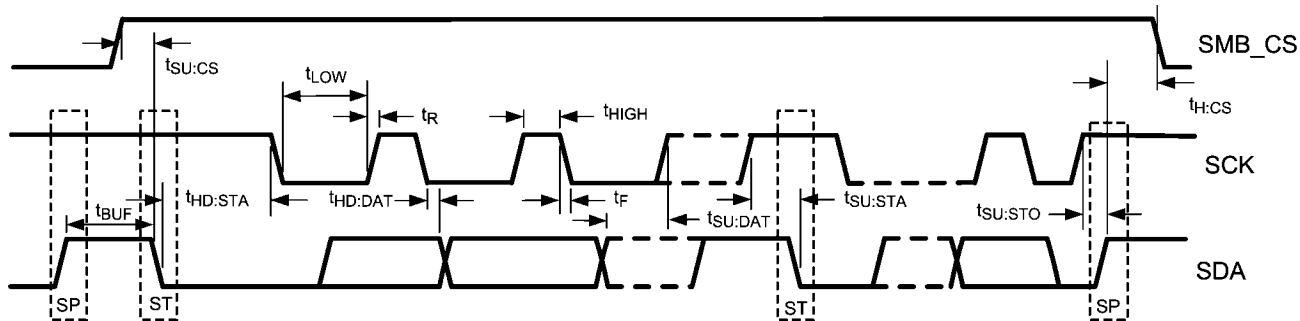 SMB_CS
tSU:CS
tLOW
tR
tHIGH
tH:CS
SCK
tHD:STA
tHD:DAT
tF
tSU:DAT
tSU:STA
tSU:STO
tBUF
SDA
SP
ST
ST
SP